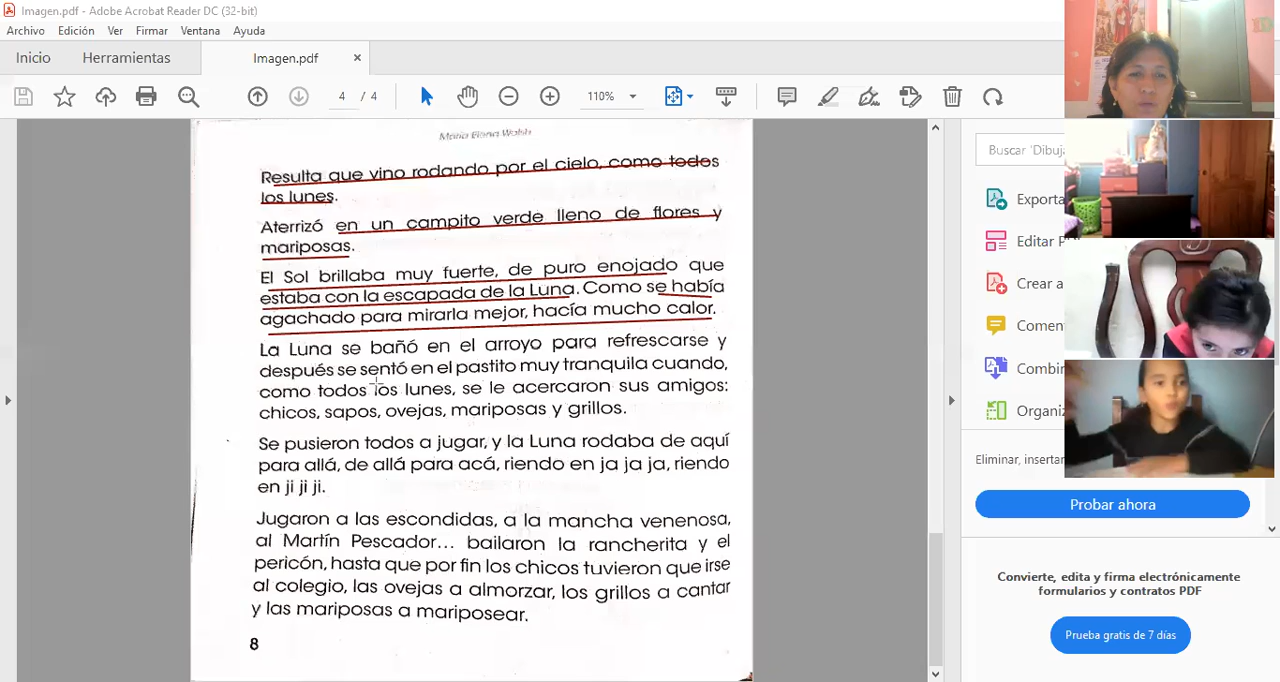 Imagen.pdf - Adobe Acrobat Reader DC (32-bit)
Archivo Edición Ver Firmar Ventana Ayuda
Inicio Herramientas Imagen.pdf ×
4 / 4 110%
Maria Elena Walsh
Resulta que vino rodando por el cielo, como todos
los lunes.
Aterrizó en un campito verde lleno de flores y
mariposas.
El Sol brillaba muy fuerte, de puro enojado que
estaba con la escapada de la Luna. Como se había
agachado para mirarla mejor, hacía mucho calor.
La Luna se bañó en el arroyo para refrescarse y
después se sentó en el pastito muy tranquila cuando,
como todos los lunes, se le acercaron sus amigos:
chicos, sapos, ovejas, mariposas y grillos.
Se pusieron todos a jugar, y la Luna rodaba de aquí
para allá, de allá para acá, riendo en ja ja ja, riendo
en ji ji ji.
Jugaron a las escondidas, a la mancha venenosa,
al Martín Pescador... bailaron la rancherita y el
pericón, hasta que por fin los chicos tuvieron que irse
al colegio, las ovejas a almorzar, los grillos a cantar
y las mariposas a mariposear.
8
Buscar 'Dibuja
Exporta
Editar P
Crear a
Comen
Combin
Organiz
Eliminar, insertar
Probar ahora
Convierte, edita y firma electrónicamente
formularios y contratos PDF
Prueba gratis de 7 días